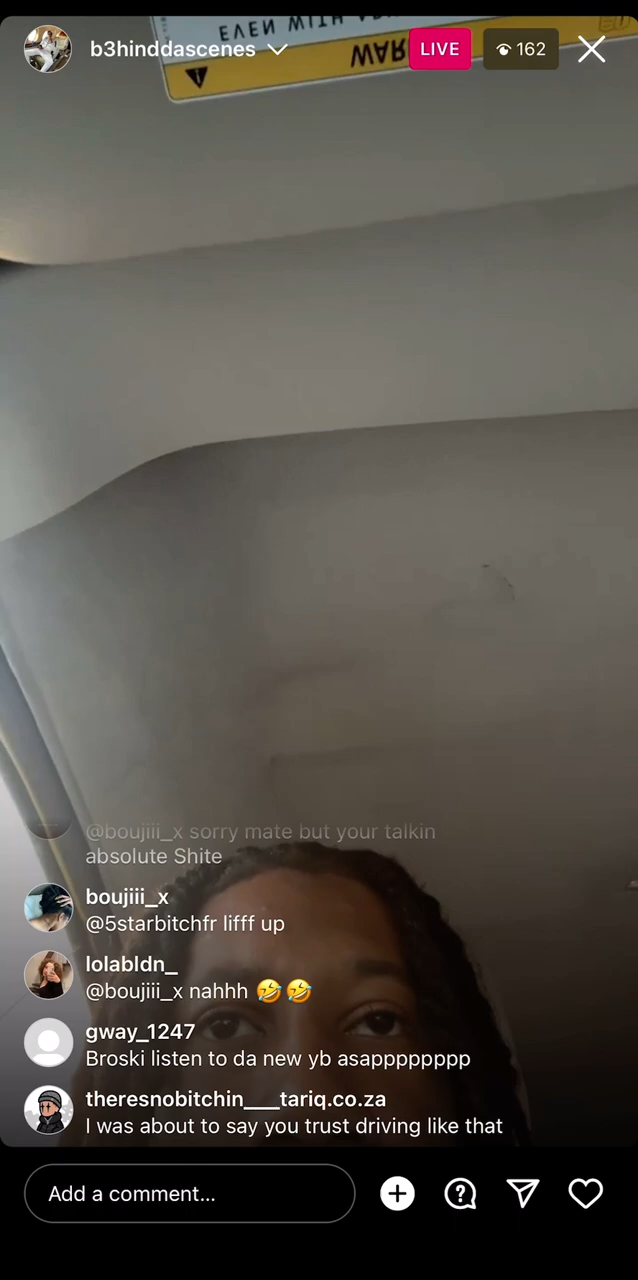 b3hinddascenes
LIVE
162
EVEN WITH
WAR
@boujiii_x sorry mate but your talkin
absolute Shite
boujiii_x
@5starbitchfr lifff up
lolabldn_
@boujiii_x nahhh 🤣🤣
gway_1247
Broski listen to da new yb asapppppppp
theresnobitchin___tariq.co.za
I was about to say you trust driving like that
Add a comment...